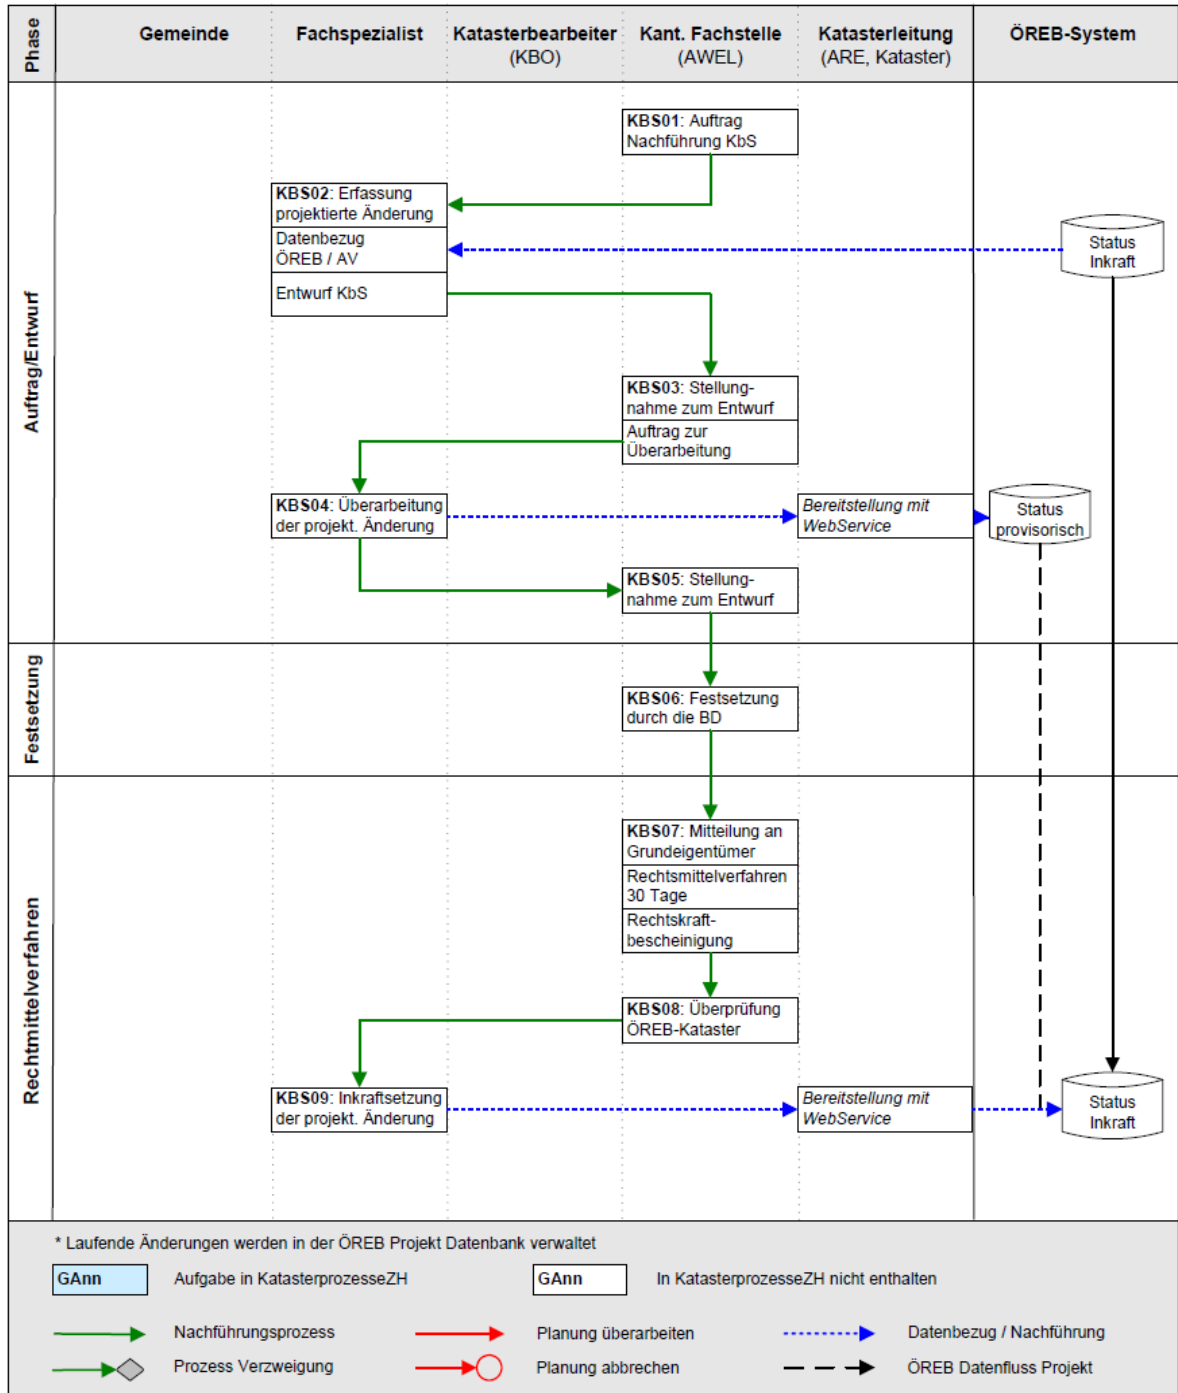 Phase
Gemeinde
Fachspezialist
Katasterbearbeiter
(KBO)
Kant. Fachstelle
(AWEL)
Katasterleitung
(ARE, Kataster)
ÖREB-System
Auftrag/Entwurf
KBS01: Auftrag
Nachführung KbS
KBS02: Erfassung
projektierte Änderung
Datenbezug
ÖREB / AV
Entwurf KbS
Status
Inkraft
KBS03: Stellung-
nahme zum Entwurf
Auftrag zur
Überarbeitung
KBS04: Überarbeitung
der projekt. Änderung
Bereitstellung mit
WebService
Status
provisorisch
KBS05: Stellung-
nahme zum Entwurf
Festsetzung
KBS06: Festsetzung
durch die BD
Rechtmittelverfahren
KBS07: Mitteilung an
Grundeigentümer
Rechtsmittelverfahren
30 Tage
Rechtskraft-
bescheinigung
KBS08: Überprüfung
ÖREB-Kataster
KBS09: Inkraftsetzung
der projekt. Änderung
Bereitstellung mit
WebService
Status
Inkraft
* Laufende Änderungen werden in der ÖREB Projekt Datenbank verwaltet
GAnn
Aufgabe in KatasterprozesseZH
GAnn
In KatasterprozesseZH nicht enthalten
Nachführungsprozess
Planung überarbeiten
Datenbezug / Nachführung
Prozess Verzweigung
Planung abbrechen
ÖREB Datenfluss Projekt